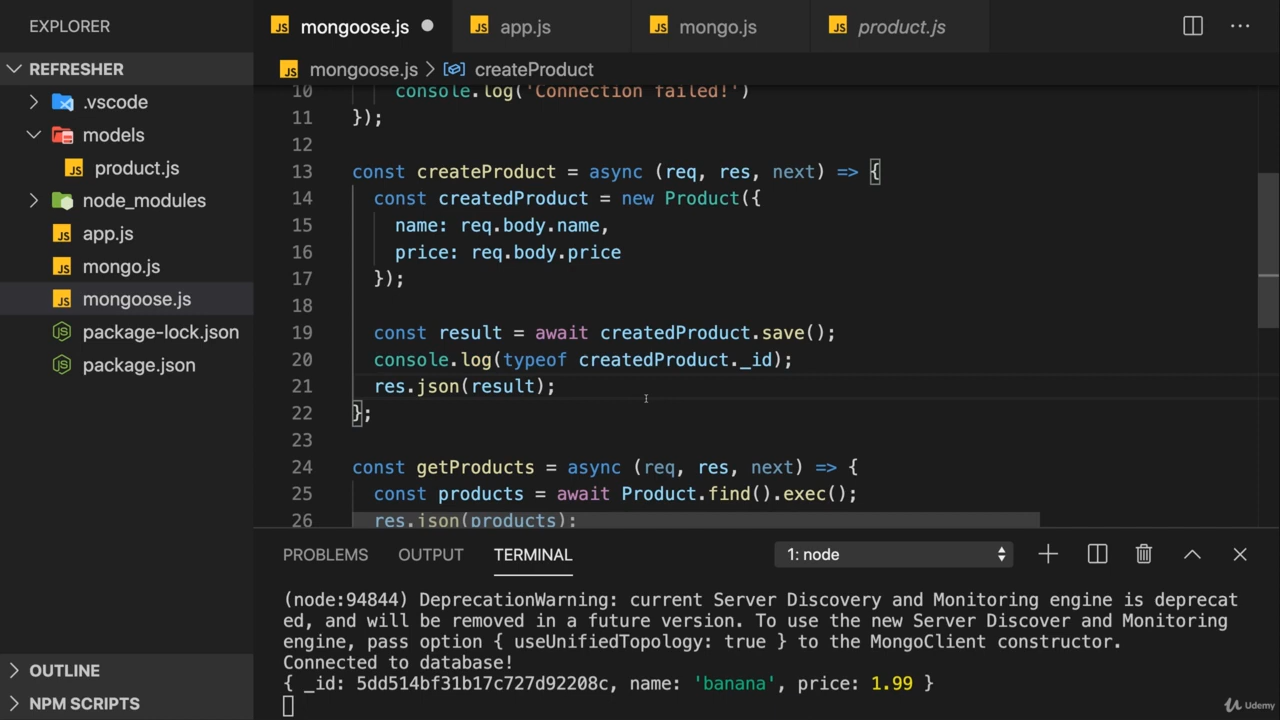 EXPLORER
mongoose.js
app.js
mongo.js
product.js
REFRESHER
mongoose.js > createProduct
.vscode
models
product.js
node_modules
app.js
mongo.js
mongoose.js
package-lock.json
package.json
OUTLINE
NPM SCRIPTS
10 console.log('Connection failed!')
11 });
12
13 const createProduct = async (req, res, next) => {
14 const createdProduct = new Product({
15 name: req.body.name,
16 price: req.body.price
17 });
18
19 const result = await createdProduct.save();
20 console.log(typeof createdProduct._id);
21 res.json(result);
22 };
23
24 const getProducts = async (req, res, next) => {
25 const products = await Product.find().exec();
26 res.json(products);
PROBLEMS OUTPUT TERMINAL 1: node
(node:94844) DeprecationWarning: current Server Discovery and Monitoring engine is deprecat
ed, and will be removed in a future version. To use the new Server Discover and Monitoring
engine, pass option { useUnifiedTopology: true } to the MongoClient constructor.
Connected to database!
{ _id: 5dd514bf31b17c727d92208c, name: 'banana', price: 1.99 }
Udemy